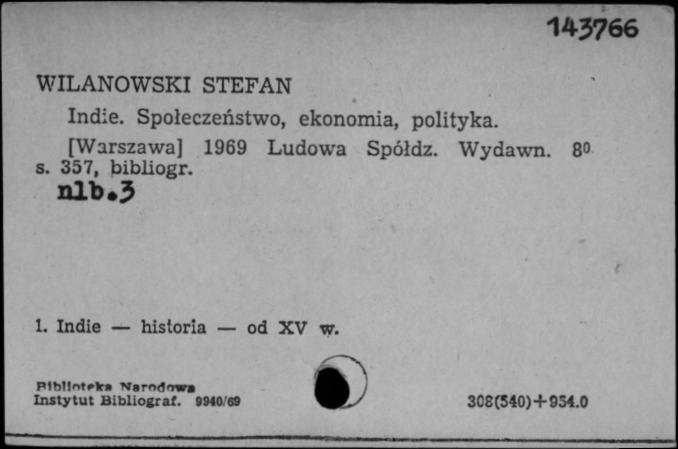 143766
WILANOWSKI STEFAN
Indie. Społeczeństwo, ekonomia, polityka.
[Warszawa] 1969 Ludowa Spółdz. Wydawn. 8⁰
s. 357, bibliogr.
nlb.3
1. Indie — historia — od XV w.
Biblioteka Narodowa
Instytut Bibliograf. 9940/69
308(540)+954.0